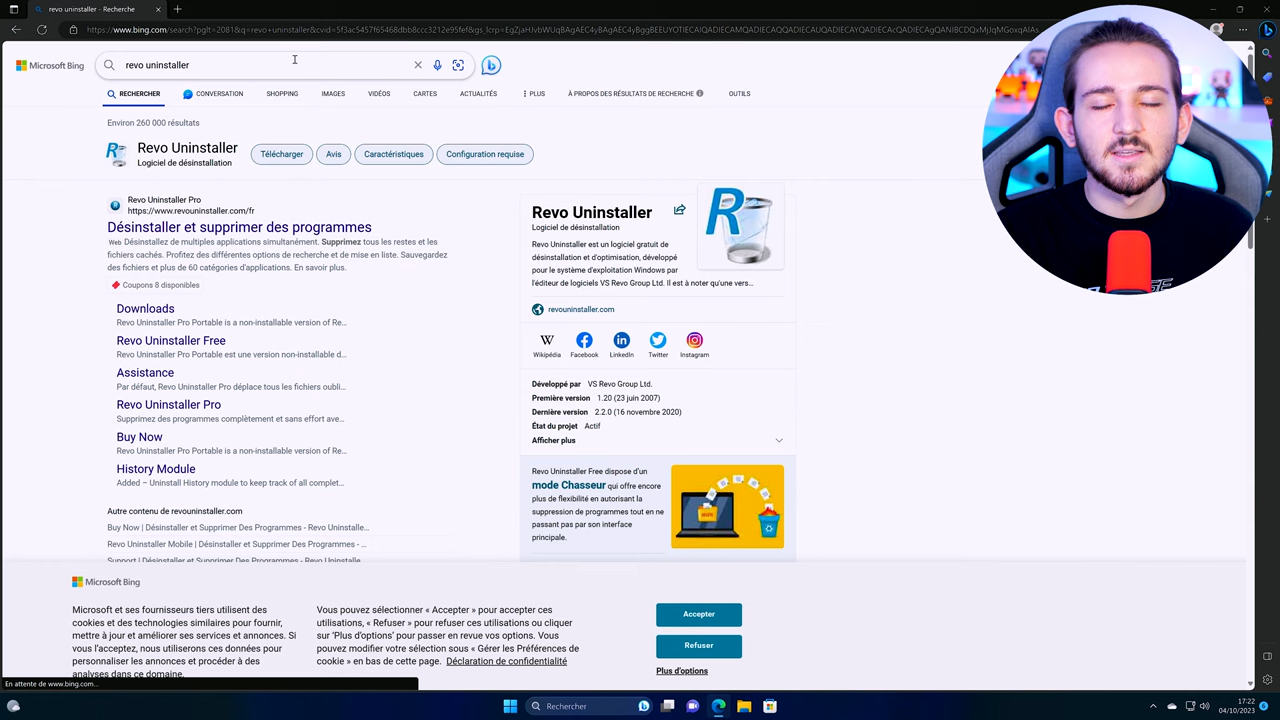 revo uninstaller - Recherche
Microsoft Bing
revo uninstaller
RECHERCHER
CONVERSATION
SHOPPING
IMAGES
VIDÉOS
CARTES
ACTUALITÉS
PLUS
À PROPOS DES RÉSULTATS DE RECHERCHE
OUTILS
Environ 260 000 résultats
Revo Uninstaller
Logiciel de désinstallation
Télécharger
Avis
Caractéristiques
Configuration requise
Revo Uninstaller Pro
https://www.revouninstaller.com/fr
Désinstaller et supprimer des programmes
Web Désinstallez de multiples applications simultanément. Supprimez tous les restes et les
fichiers cachés. Profitez des différentes options de recherche et de mise en liste. Sauvegardez
des fichiers et plus de 60 catégories d'applications. En savoir plus.
Coupons 8 disponibles
Downloads
Revo Uninstaller Pro Portable is a non-installable version of Re...
Revo Uninstaller Free
Revo Uninstaller Pro Portable est une version non-installable d...
Assistance
Par défaut, Revo Uninstaller Pro déplace tous les fichiers oubli...
Revo Uninstaller Pro
Supprimez des programmes complètement et sans effort ave...
Buy Now
Revo Uninstaller Pro Portable is a non-installable version of Re...
History Module
Added – Uninstall History module to keep track of all complet...
Autre contenu de revouninstaller.com
Buy Now | Désinstaller et Supprimer Des Programmes - Revo Uninstalle...
Revo Uninstaller Mobile | Désinstaller et Supprimer Des Programmes - ...
Support | Désinstaller et Supprimer Des Programmes - Revo Uninstalle
Revo Uninstaller
Logiciel de désinstallation
Revo Uninstaller est un logiciel gratuit de
désinstallation et d'optimisation, développé
pour le système d'exploitation Windows par
l'éditeur de logiciels VS Revo Group Ltd. Il est à noter qu'une vers...
revouninstaller.com
Wikipédia
Facebook
LinkedIn
Twitter
Instagram
Développé par VS Revo Group Ltd.
Première version 1.20 (23 juin 2007)
Dernière version 2.2.0 (16 novembre 2020)
État du projet Actif
Afficher plus
Revo Uninstaller Free dispose d'un
mode Chasseur qui offre encore
plus de flexibilité en autorisant la
suppression de programmes tout en ne
passant pas par son interface
principale.
Microsoft Bing
Microsoft et ses fournisseurs tiers utilisent des
cookies et des technologies similaires pour fournir,
mettre à jour et améliorer ses services et annonces. Si
vous l'acceptez, nous utiliserons ces données pour
personnaliser les annonces et procéder à des
analyses dans ce domaine.
Vous pouvez sélectionner « Accepter » pour accepter ces
utilisations, « Refuser » pour refuser ces utilisations ou cliquer
sur 'Plus d'options' pour passer en revue vos options. Vous
pouvez modifier votre sélection sous « Gérer les Préférences de
cookie » en bas de cette page. Déclaration de confidentialité
Accepter
Refuser
Plus d'options
En attente de www.bing.com...
Rechercher
17:22
04/10/2023